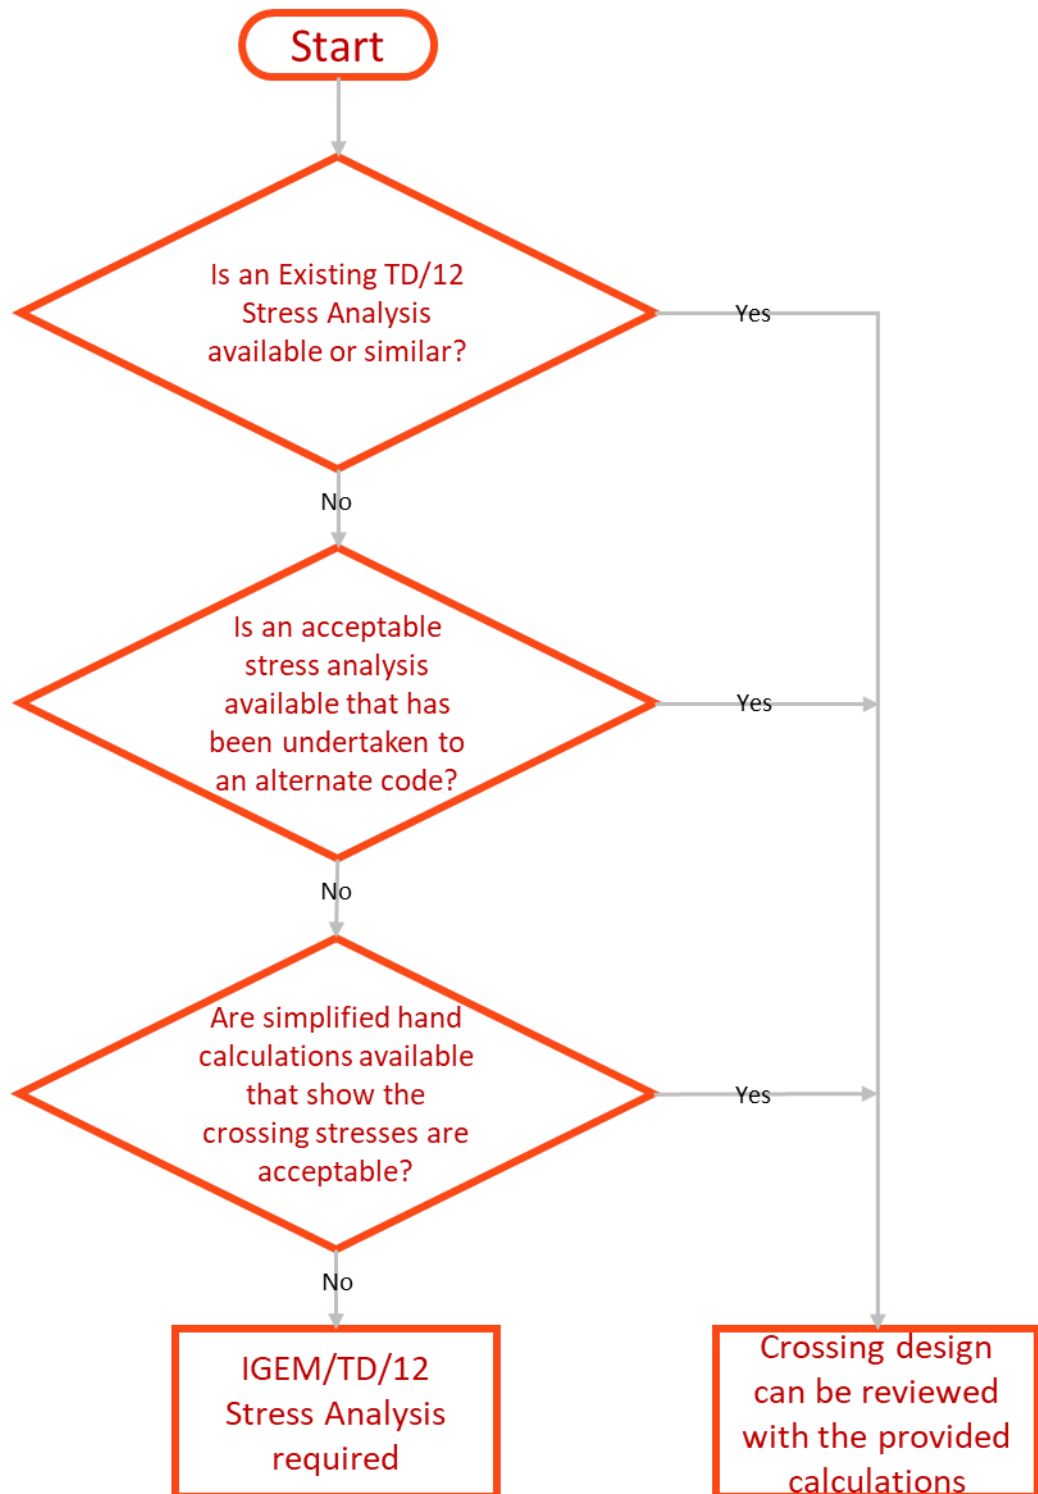 Start
Is an Existing TD/12
Stress Analysis
available or similar?
Yes
No
Is an acceptable
stress analysis
available that has
been undertaken to
an alternate code?
Yes
No
Are simplified hand
calculations available
that show the
crossing stresses are
acceptable?
Yes
No
IGEM/TD/12
Stress Analysis
required
Crossing design
can be reviewed
with the provided
calculations